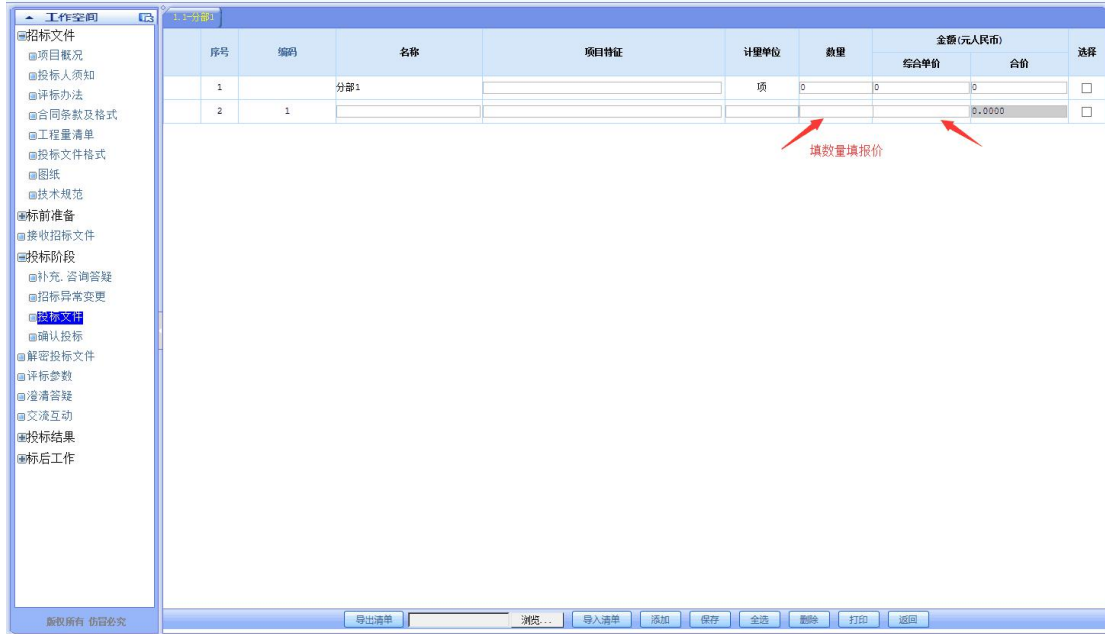 工作空间
招标文件
项目概况
投标人须知
评标办法
合同条款及格式
工程量清单
投标文件格式
图纸
技术规范
标前准备
接收招标文件
投标阶段
补充.咨询答疑
招标异常变更
投标文件
确认投标
解密投标文件
评标参数
澄清答疑
交流互动
投标结果
标后工作
版权所有 仿冒必究
1.1-分部1
序号 编码 名称 项目特征 计量单位 数量 金额(元人民币) 选择
综合单价 合价
1 分部1 项 0 0 0
2 1 0.0000
填数量填报价
导出清单 浏览... 导入清单 添加 保存 全选 删除 打印 返回